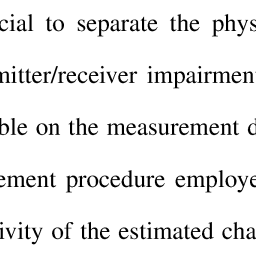 cial to separate the phys
mitter/receiver impairment
ble on the measurement d
ement procedure employe
ivity of the estimated cha